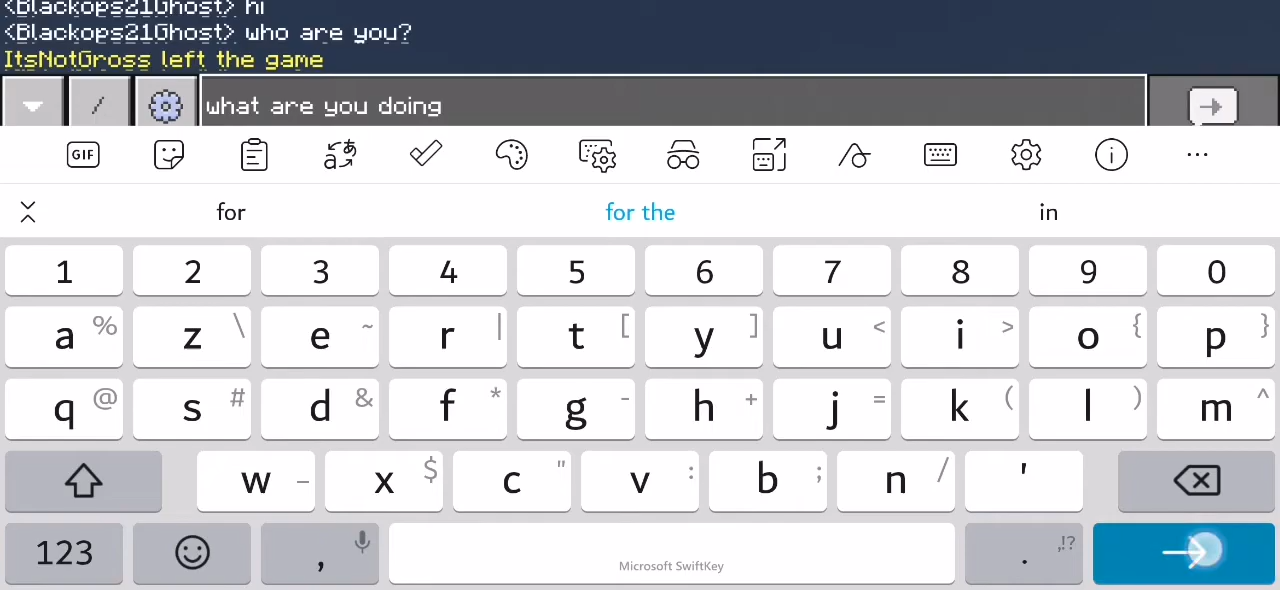 <Blackops21Ghost> hi
<Blackops21Ghost> who are you?
ItsNotGross left the game
/ what are you doing
GIF
for for the in
1 2 3 4 5 6 7 8 9 0
a % z \ e ~ r | t [ y ] u < i > o { p }
q @ s # d & f * g - h + j = k ( l ) m ^
w _ x $ c " v : b ; n / '
123 , Microsoft SwiftKey . ,!?